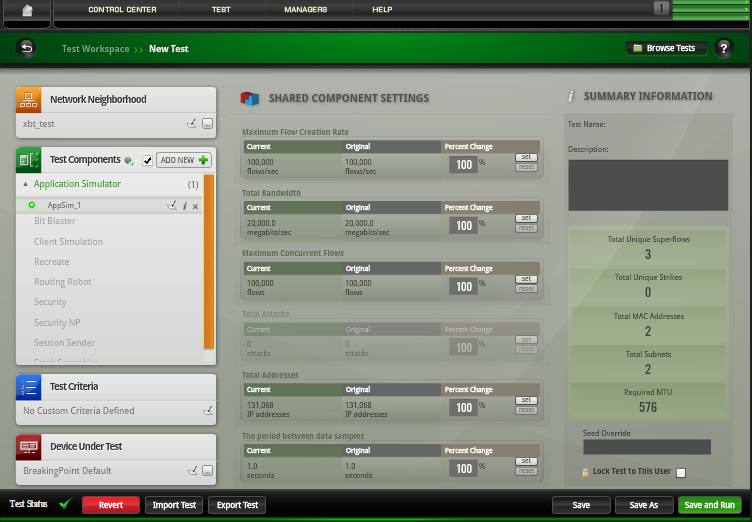 CONTROL CENTER
TEST
MANAGERS
HELP
1
Test Workspace
New Test
Browse Tests
?
Network Neighborhood
xbt_test
Test Components
ADD NEW
Application Simulator
(1)
AppSim_1
Bit Blaster
Client Simulation
Recreate
Routing Robot
Security
Security NP
Session Sender
Test Criteria
No Custom Criteria Defined
Device Under Test
BreakingPoint Default
SHARED COMPONENT SETTINGS
Maximum Flow Creation Rate
Current Original Percent Change
100,000 100,000 100 % set
flows/sec flows/sec reset
Total Bandwidth
Current Original Percent Change
20,000.0 20,000.0 100 % set
megabits/sec megabits/sec reset
Maximum Concurrent Flows
Current Original Percent Change
100,000 100,000 100 % set
flows flows reset
Total Attacks
Current Original Percent Change
0 0 100 % set
attacks attacks reset
Total Addresses
Current Original Percent Change
131,068 131,068 100 % set
IP addresses IP addresses reset
The period between data samples
Current Original Percent Change
1.0 1.0 100 % set
seconds seconds reset
i SUMMARY INFORMATION
Test Name:
Description:
Total Unique Superflows
3
Total Unique Strikes
0
Total MAC Addresses
2
Total Subnets
2
Required MTU
576
Seed Override
Lock Test to This User
Test Status
Revert
Import Test
Export Test
Save
Save As
Save and Run